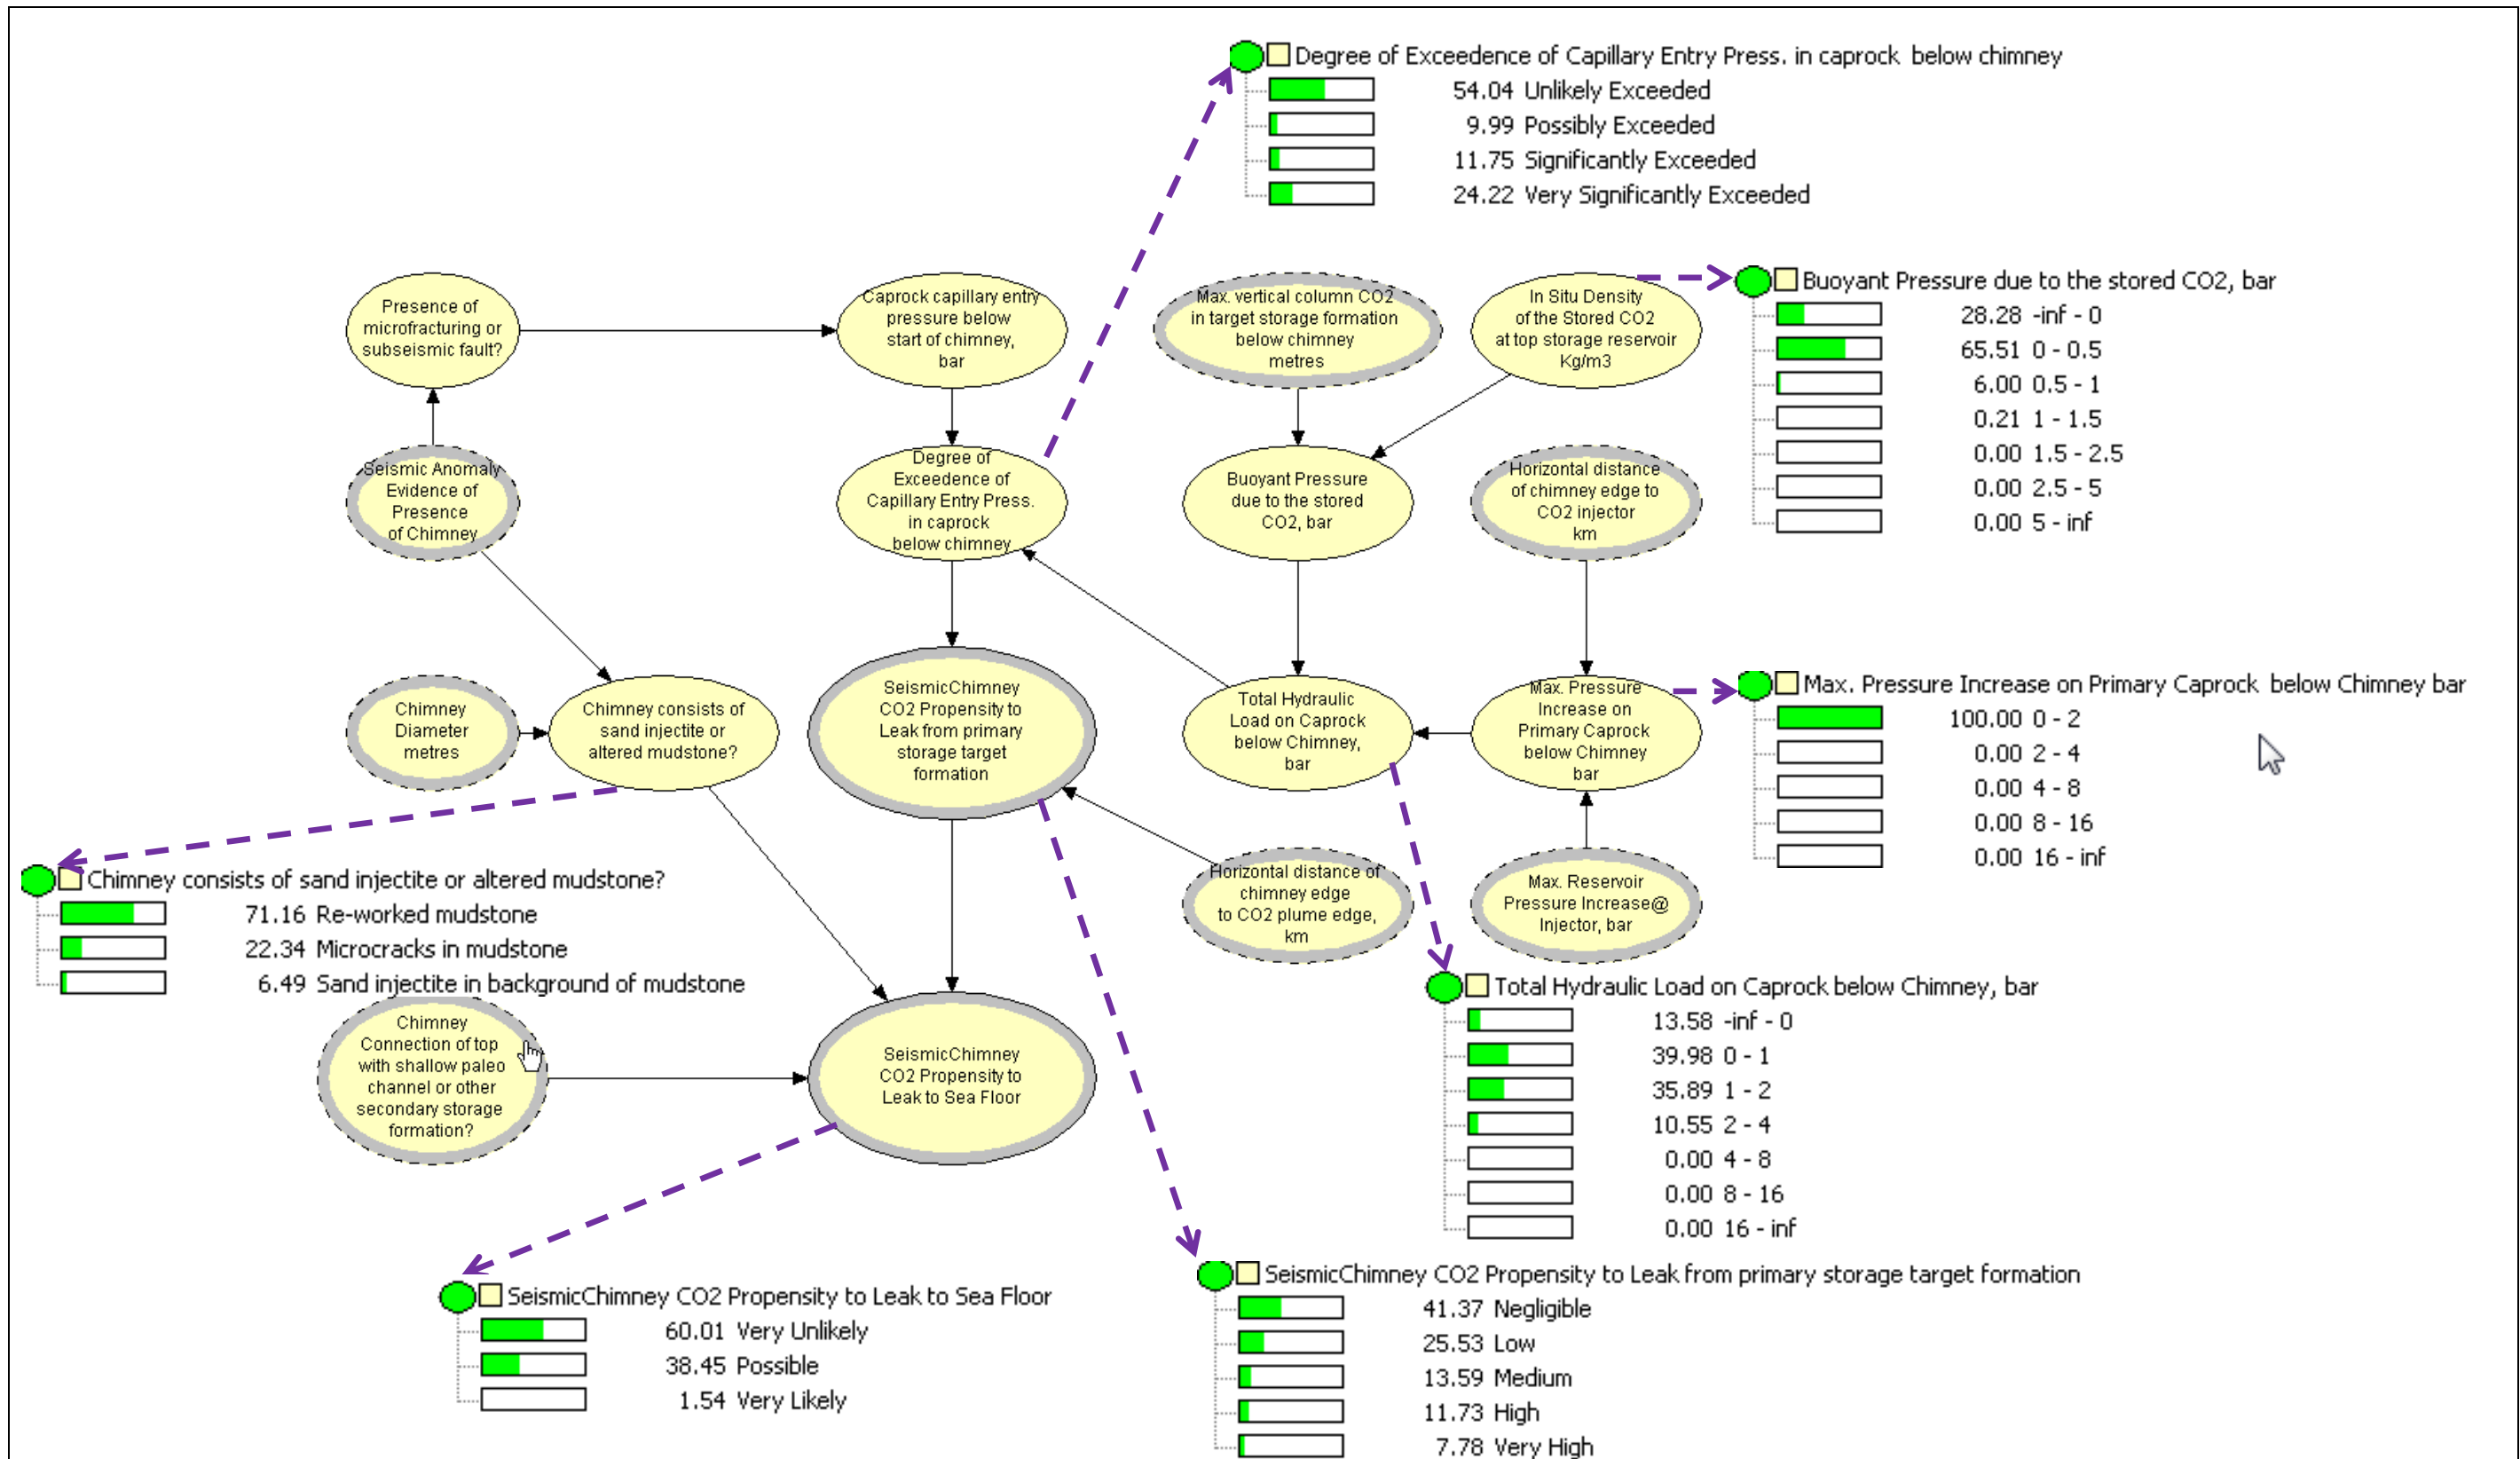 Degree of Exceedence of Capillary Entry Press. in caprock below chimney
54.04 Unlikely Exceeded
9.99 Possibly Exceeded
11.75 Significantly Exceeded
24.22 Very Significantly Exceeded
Presence of
microfracturing or
subseismic fault?
Caprock capillary entry
pressure below
start of chimney,
bar
Max. vertical column CO2
in target storage formation
below chimney
metres
In Situ Density
of the Stored CO2
at top storage reservoir
Kg/m3
Buoyant Pressure due to the stored CO2, bar
28.28 -inf - 0
65.51 0 - 0.5
6.00 0.5 - 1
0.21 1 - 1.5
0.00 1.5 - 2.5
0.00 2.5 - 5
0.00 5 - inf
Seismic Anomaly
Evidence of
Presence
of Chimney
Degree of
Exceedence of
Capillary Entry Press.
in caprock
below chimney
Buoyant Pressure
due to the stored
CO2, bar
Horizontal distance
of chimney edge to
CO2 injector
km
Chimney
Diameter
metres
Chimney consists of
sand injectite or
altered mudstone?
SeismicChimney
CO2 Propensity to
Leak from primary
storage target
formation
Total Hydraulic
Load on Caprock
below Chimney,
bar
Max. Pressure
Increase on
Primary Caprock
below Chimney
bar
Max. Pressure Increase on Primary Caprock below Chimney bar
100.00 0 - 2
0.00 2 - 4
0.00 4 - 8
0.00 8 - 16
0.00 16 - inf
Chimney consists of sand injectite or altered mudstone?
71.16 Re-worked mudstone
22.34 Microcracks in mudstone
6.49 Sand injectite in background of mudstone
Horizontal distance of
chimney edge
to CO2 plume edge,
km
Max. Reservoir
Pressure Increase@
Injector, bar
Chimney
Connection of top
with shallow paleo
channel or other
secondary storage
formation?
SeismicChimney
CO2 Propensity to
Leak to Sea Floor
Total Hydraulic Load on Caprock below Chimney, bar
13.58 -inf - 0
39.98 0 - 1
35.89 1 - 2
10.55 2 - 4
0.00 4 - 8
0.00 8 - 16
0.00 16 - inf
SeismicChimney CO2 Propensity to Leak to Sea Floor
60.01 Very Unlikely
38.45 Possible
1.54 Very Likely
SeismicChimney CO2 Propensity to Leak from primary storage target formation
41.37 Negligible
25.53 Low
13.59 Medium
11.73 High
7.78 Very High